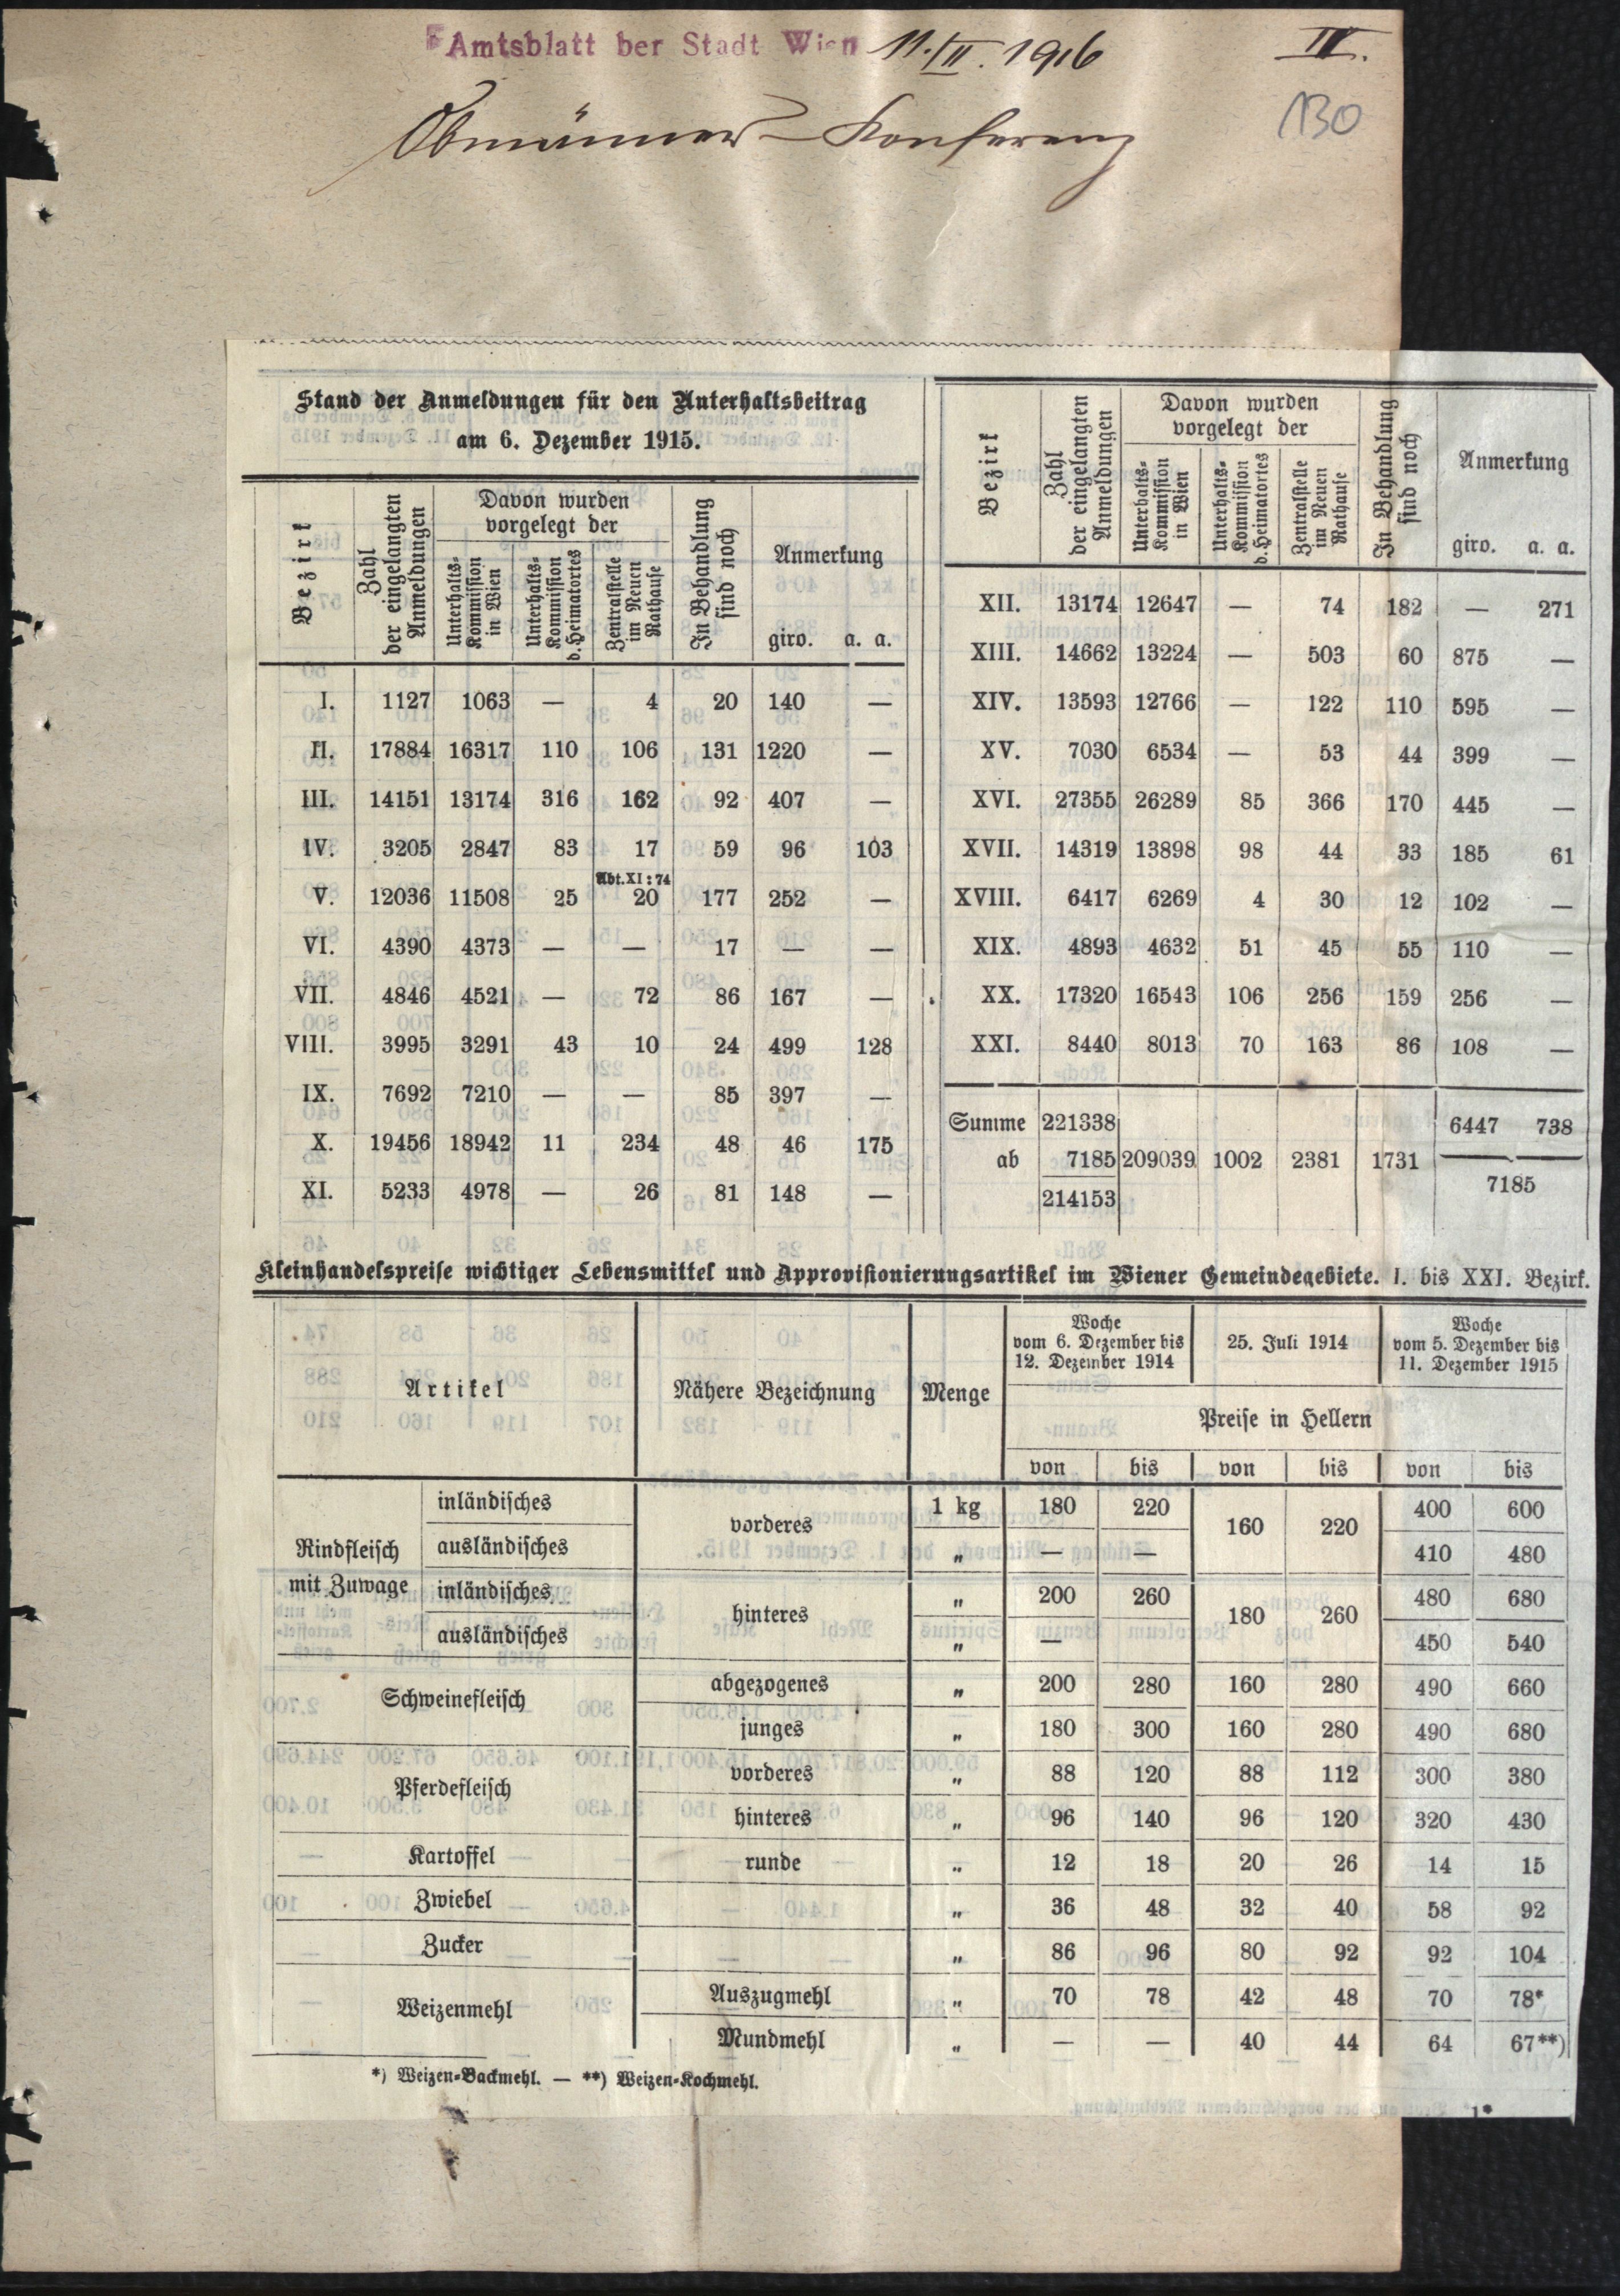 Amtsblatt der Stadt Wien 11./II. 1916 IV.
130
Obmänner-Konferenz
Stand der Anmeldungen für den Unterhaltsbeitrag
am 6. Dezember 1915.
Bezirk | Zahl der eingelangten Anmeldungen | Davon wurden vorgelegt der | In Behandlung sind noch | Anmerkung
Unterhalts-Kommission in Wien | Unterhalts-Kommission d. Heimatortes | Zentralstelle im Neuen Rathause | giro. | a. a.
I. 1127 1063 — 4 20 140 —
II. 17884 16317 110 106 131 1220 —
III. 14151 13174 316 162 92 407 —
IV. 3205 2847 83 17 59 96 103
Abt. XI: 74
V. 12036 11508 25 20 177 252 —
VI. 4390 4373 — — 17 — —
VII. 4846 4521 — 72 86 167 —
VIII. 3995 3291 43 10 24 499 128
IX. 7692 7210 — — 85 397 —
X. 19456 18942 11 234 48 46 175
XI. 5233 4978 — 26 81 148 —
Bezirk | Zahl der eingelangten Anmeldungen | Davon wurden vorgelegt der | In Behandlung sind noch | Anmerkung
Unterhalts-Kommission in Wien | Unterhalts-Kommission d. Heimatortes | Zentralstelle im Neuen Rathause | giro. | a. a.
XII. 13174 12647 — 74 182 — 271
XIII. 14662 13224 — 503 60 875 —
XIV. 13593 12766 — 122 110 595 —
XV. 7030 6534 — 53 44 399 —
XVI. 27355 26289 85 366 170 445 —
XVII. 14319 13898 98 44 33 185 61
XVIII. 6417 6269 4 30 12 102 —
XIX. 4893 4632 51 45 55 110 —
XX. 17320 16543 106 256 159 256 —
XXI. 8440 8013 70 163 86 108 —
Summe 221338 6447 738
ab 7185 209039 1002 2381 1731
7185
214153
Kleinhandelspreise wichtiger Lebensmittel und Approvisionierungsartikel im Wiener Gemeindegebiete. I. bis XXI. Bezirk.
Artikel | Nähere Bezeichnung | Menge | Woche vom 6. Dezember bis 12. Dezember 1914 | 25. Juli 1914 | Woche vom 5. Dezember bis 11. Dezember 1915
Preise in Hellern
von bis von bis von bis
Rindfleisch mit Zuwage inländisches vorderes 1 kg 180 220 160 220 400 600
ausländisches „ — — 410 480
inländisches hinteres „ 200 260 180 260 480 680
ausländisches „ — 450 540
Schweinefleisch abgezogenes „ 200 280 160 280 490 660
junges „ 180 300 160 280 490 680
Pferdefleisch vorderes „ 88 120 88 112 300 380
hinteres „ 96 140 96 120 320 430
Kartoffel runde „ 12 18 20 26 14 15
Zwiebel „ 36 48 32 40 58 92
Zucker „ 86 96 80 92 92 104
Weizenmehl Auszugmehl „ 70 78 42 48 70 78*
Mundmehl „ — — 40 44 64 67**)
*) Weizen-Backmehl. — **) Weizen-Kochmehl.
1*